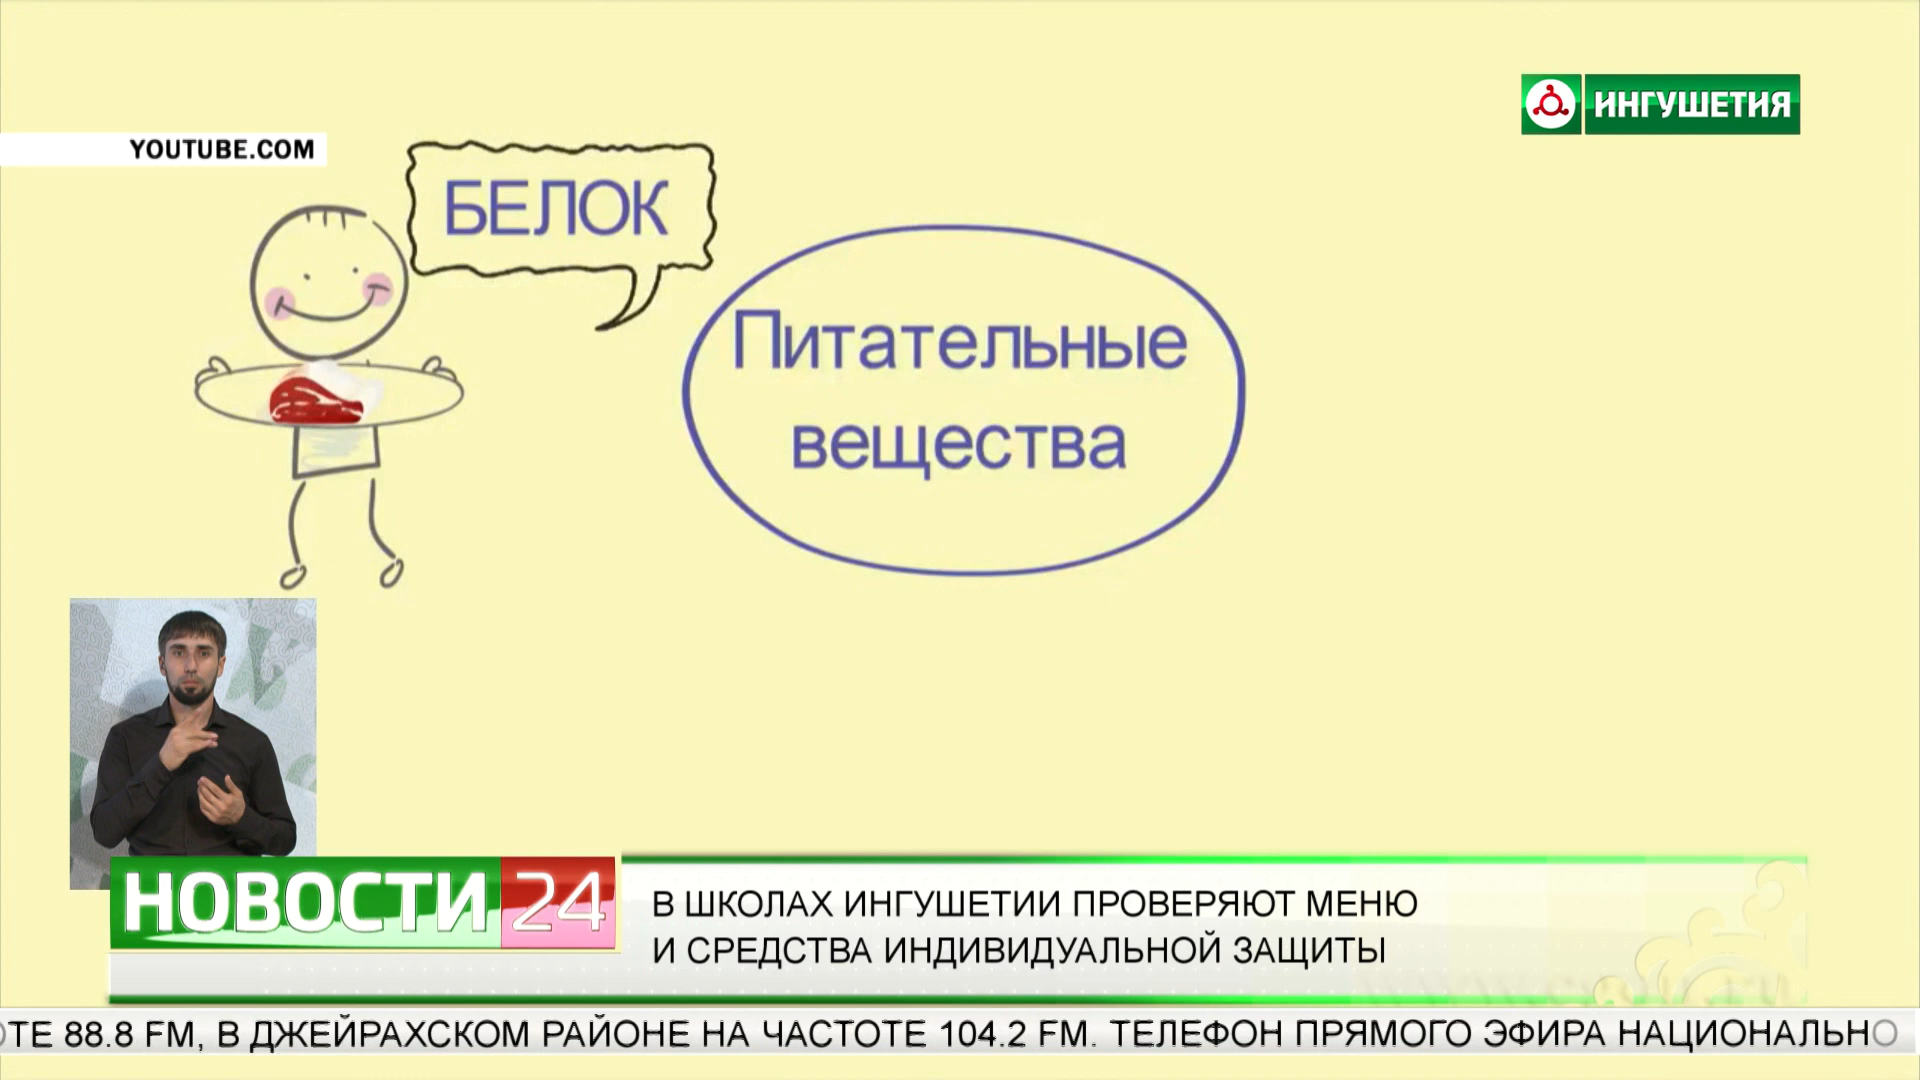 ИНГУШЕТИЯ
YOUTUBE.COM
БЕЛОК
Питательные
вещества
НОВОСТИ 24
В ШКОЛАХ ИНГУШЕТИИ ПРОВЕРЯЮТ МЕНЮ
И СРЕДСТВА ИНДИВИДУАЛЬНОЙ ЗАЩИТЫ
ОТЕ 88.8 FM, В ДЖЕЙРАХСКОМ РАЙОНЕ НА ЧАСТОТЕ 104.2 FM. ТЕЛЕФОН ПРЯМОГО ЭФИРА НАЦИОНАЛЬНО